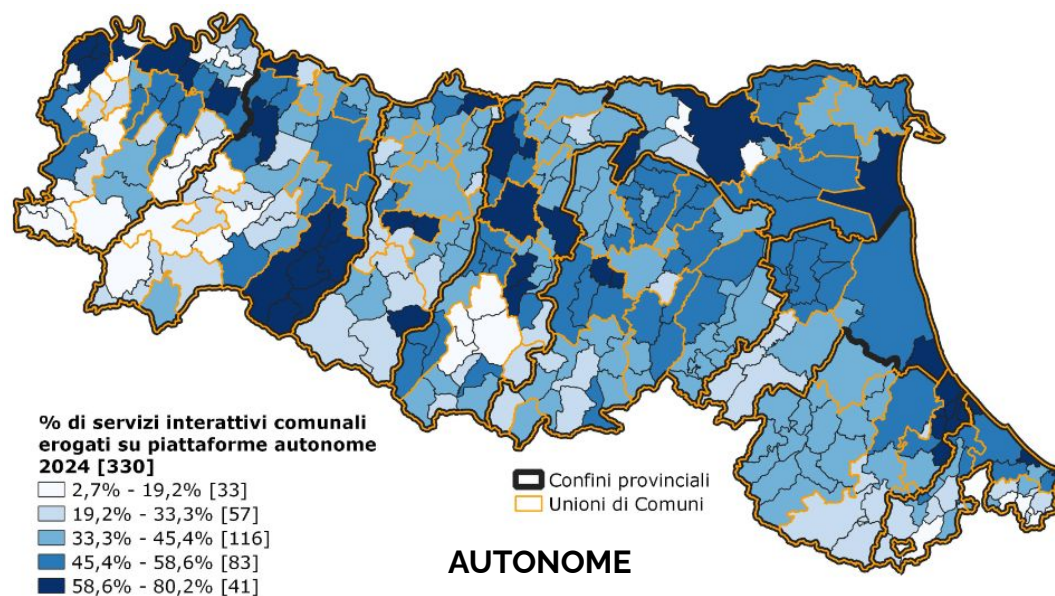 % di servizi interattivi comunali
erogati su piattaforme autonome
2024 [330]
2,7% - 19,2% [33]
19,2% - 33,3% [57]
33,3% - 45,4% [116]
45,4% - 58,6% [83]
58,6% - 80,2% [41]
Confini provinciali
Unioni di Comuni
AUTONOME